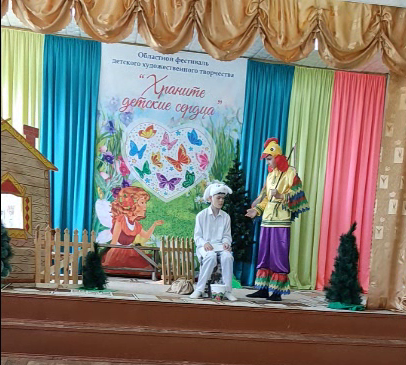 Областной фестиваль
детского художественного творчества
"Храните
детские сердца"